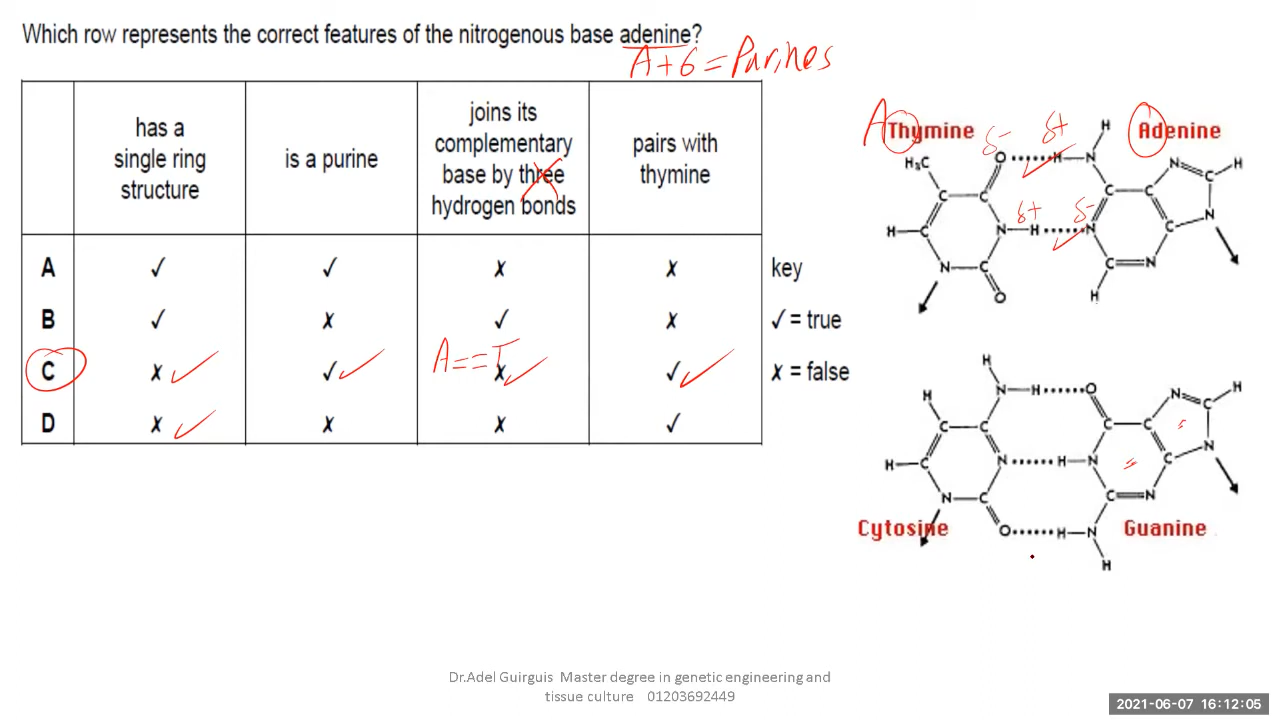 Which row represents the correct features of the nitrogenous base adenine?
A+G = Purines
has a
single ring
structure
is a purine
joins its
complementary
base by three
hydrogen bonds
pairs with
thymine
A ✓ ✓ ✗ ✗ key
B ✓ ✗ ✓ ✗ ✓ = true
A == T
C ✗ ✓ ✗ ✓ ✗ = false
D ✗ ✗ ✗ ✓
A Thymine δ- δ+ Adenine
H
H₃C O H N N C H
C C C C
δ+ δ-
H C N H N C N
N C C N
O H
H
H N H O N C H
H C C C C
H C N H N C N
N C C N
Cytosine O H N Guanine
H
Dr.Adel Guirguis Master degree in genetic engineering and
tissue culture 01203692449
2021-06-07 16:12:05